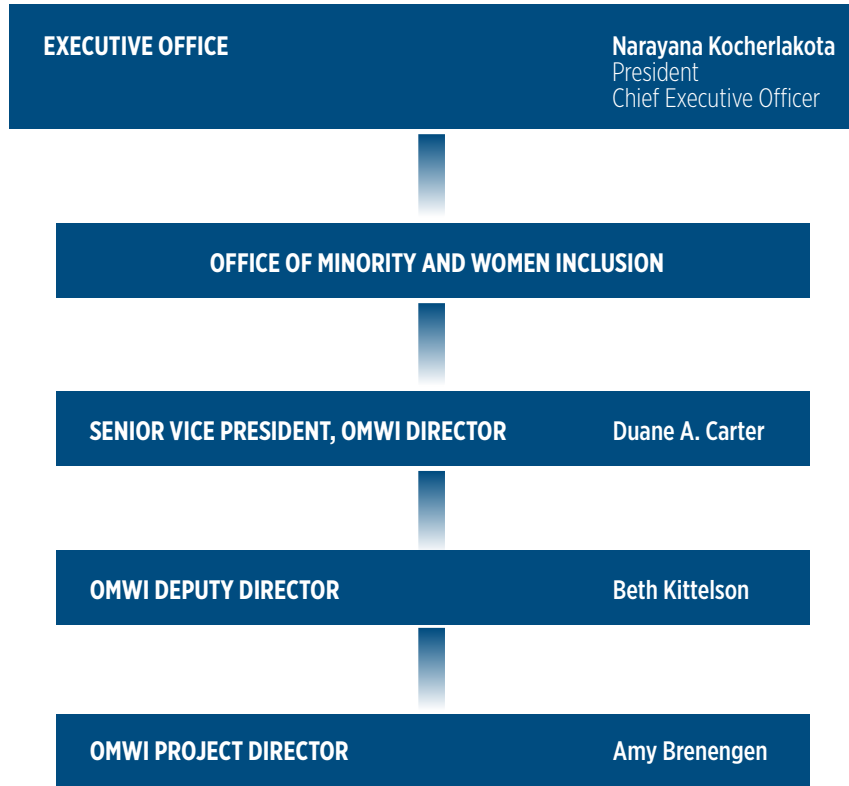 EXECUTIVE OFFICE Narayana Kocherlakota
President
Chief Executive Officer
OFFICE OF MINORITY AND WOMEN INCLUSION
SENIOR VICE PRESIDENT, OMWI DIRECTOR Duane A. Carter
OMWI DEPUTY DIRECTOR Beth Kittelson
OMWI PROJECT DIRECTOR Amy Brenengen